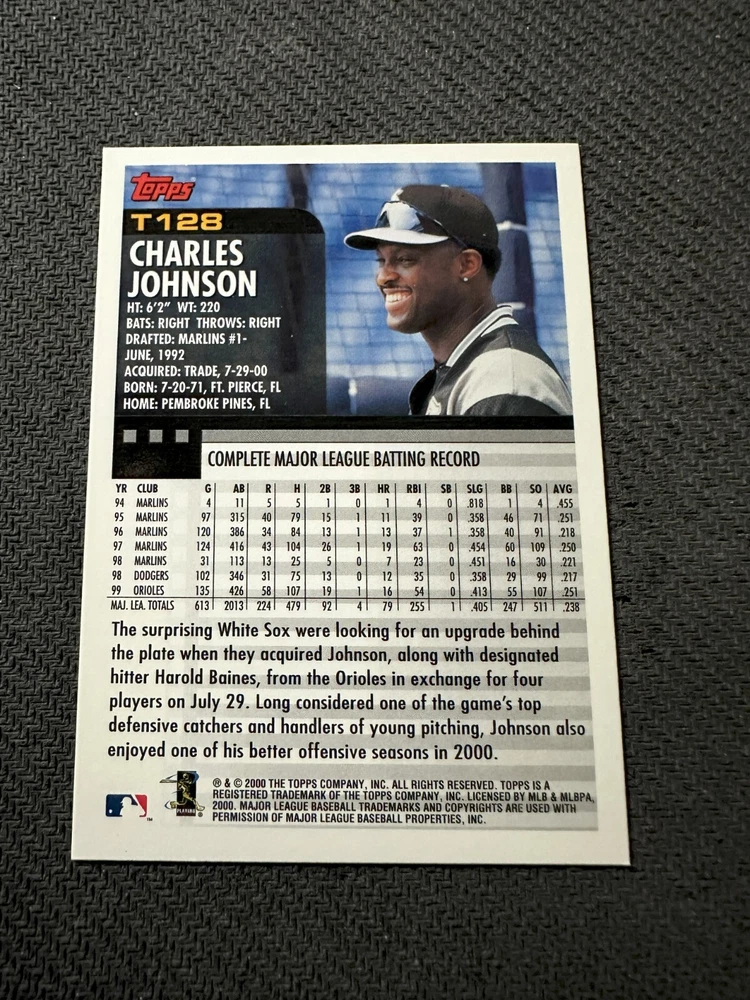 Topps
T128
CHARLES
JOHNSON
HT: 6'2" WT: 220
BATS: RIGHT THROWS: RIGHT
DRAFTED: MARLINS #1-
JUNE, 1992
ACQUIRED: TRADE, 7-29-00
BORN: 7-20-71, FT. PIERCE, FL
HOME: PEMBROKE PINES, FL
COMPLETE MAJOR LEAGUE BATTING RECORD
YR CLUB G AB R H 2B 3B HR RBI SB SLG BB SO AVG
94 MARLINS 4 11 5 5 1 0 1 4 0 .818 1 4 .455
95 MARLINS 97 315 40 79 15 1 11 39 0 .358 46 71 .251
96 MARLINS 120 386 34 84 13 1 13 37 1 .358 40 91 .218
97 MARLINS 124 416 43 104 26 1 19 63 0 .454 60 109 .250
98 MARLINS 31 113 13 25 5 0 7 23 0 .451 16 30 .221
98 DODGERS 102 346 31 75 13 0 12 35 0 .358 29 99 .217
99 ORIOLES 135 426 58 107 19 1 16 54 0 .413 55 107 .251
MAJ. LEA. TOTALS 613 2013 224 479 92 4 79 255 1 .405 247 511 .238
The surprising White Sox were looking for an upgrade behind
the plate when they acquired Johnson, along with designated
hitter Harold Baines, from the Orioles in exchange for four
players on July 29. Long considered one of the game's top
defensive catchers and handlers of young pitching, Johnson also
enjoyed one of his better offensive seasons in 2000.
® & © 2000 THE TOPPS COMPANY, INC. ALL RIGHTS RESERVED. TOPPS IS A
REGISTERED TRADEMARK OF THE TOPPS COMPANY, INC. LICENSED BY MLB & MLBPA,
2000. MAJOR LEAGUE BASEBALL TRADEMARKS AND COPYRIGHTS ARE USED WITH
PERMISSION OF MAJOR LEAGUE BASEBALL PROPERTIES, INC.